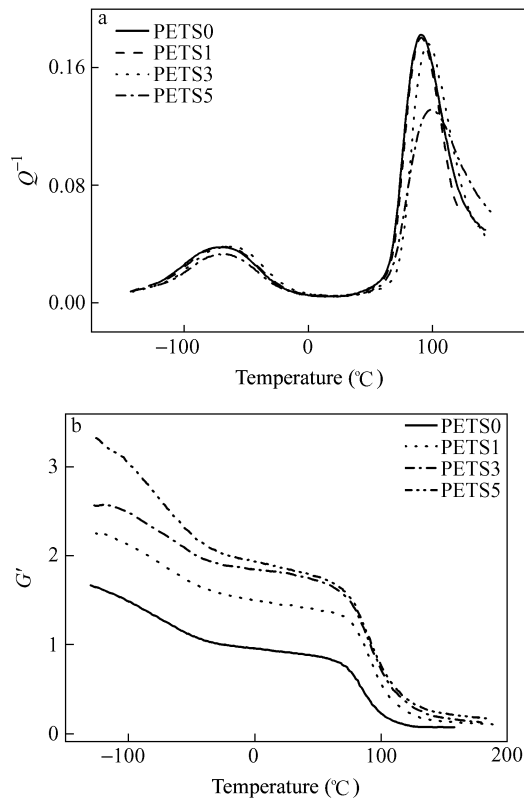 a
PETS0
PETS1
PETS3
PETS5
0.16
0.08
0.00
Q⁻¹
−100 0 100
Temperature (℃)
b
PETS0
PETS1
PETS3
PETS5
3
2
1
0
G′
−100 0 100 200
Temperature (℃)